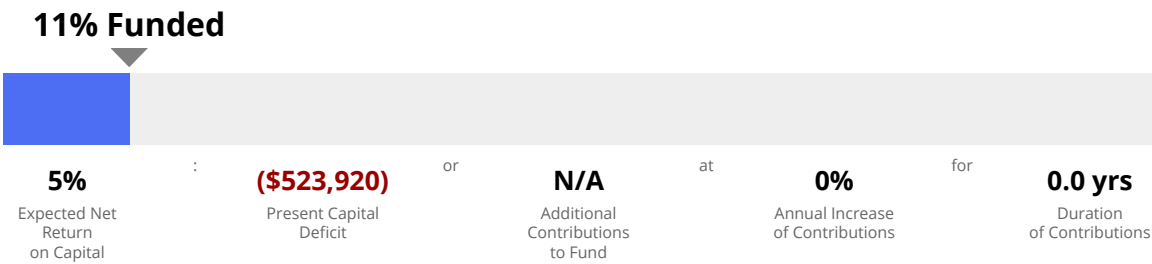 11% Funded
5%
Expected Net
Return
on Capital
:
($523,920)
Present Capital
Deficit
or
N/A
Additional
Contributions
to Fund
at
0%
Annual Increase
of Contributions
for
0.0 yrs
Duration
of Contributions